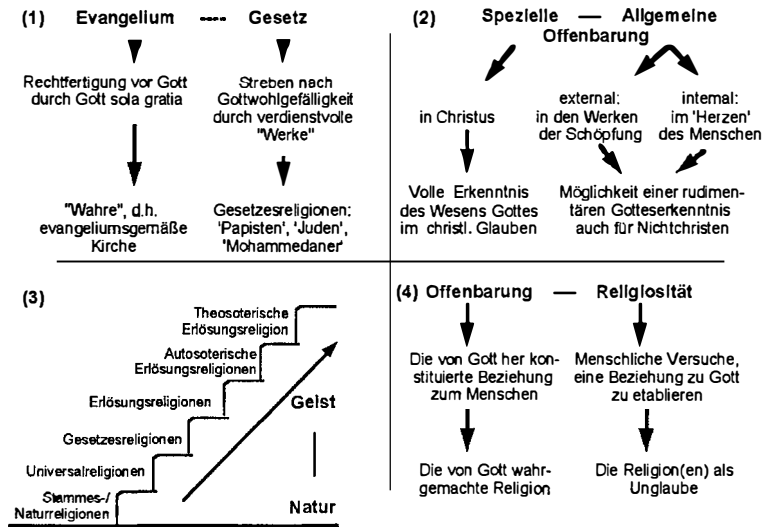 (1) Evangelium ---- Gesetz
Rechtfertigung vor Gott
durch Gott sola gratia
Streben nach
Gottwohlgefälligkeit
durch verdienstvolle
"Werke"
"Wahre", d.h.
evangeliumsgemäße
Kirche
Gesetzesreligionen:
'Papisten', 'Juden',
'Mohammedaner'
(2) Spezielle — Allgemeine
Offenbarung
in Christus
external:
in den Werken
der Schöpfung
internal:
im 'Herzen'
des Menschen
Volle Erkenntnis
des Wesens Gottes
im christl. Glauben
Möglichkeit einer rudimen-
tären Gotteserkenntnis
auch für Nichtchristen
(3)
Theosoterische
Erlösungsreligion
Autosoterische
Erlösungsreligionen
Erlösungsreligionen
Gesetzesreligionen
Universalreligionen
Stammes-/
Naturreligionen
Geist
Natur
(4) Offenbarung — Religiosität
Die von Gott her kon-
stituierte Beziehung
zum Menschen
Menschliche Versuche,
eine Beziehung zu Gott
zu etablieren
Die von Gott wahr-
gemachte Religion
Die Religion(en) als
Unglaube